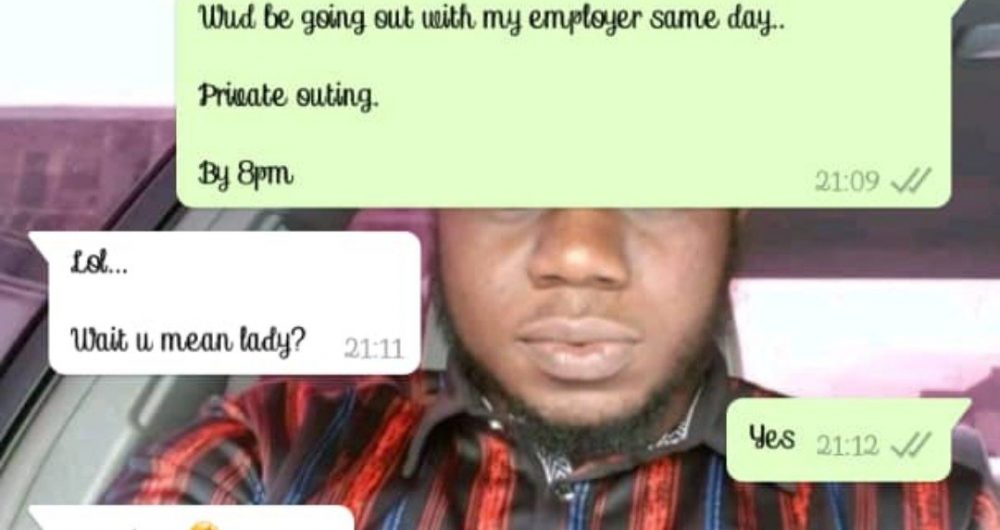 Wud be going out with my employer same day..
Private outing.
By 8pm
21:09
Lol...
Wait u mean lady?
21:11
Yes
21:12